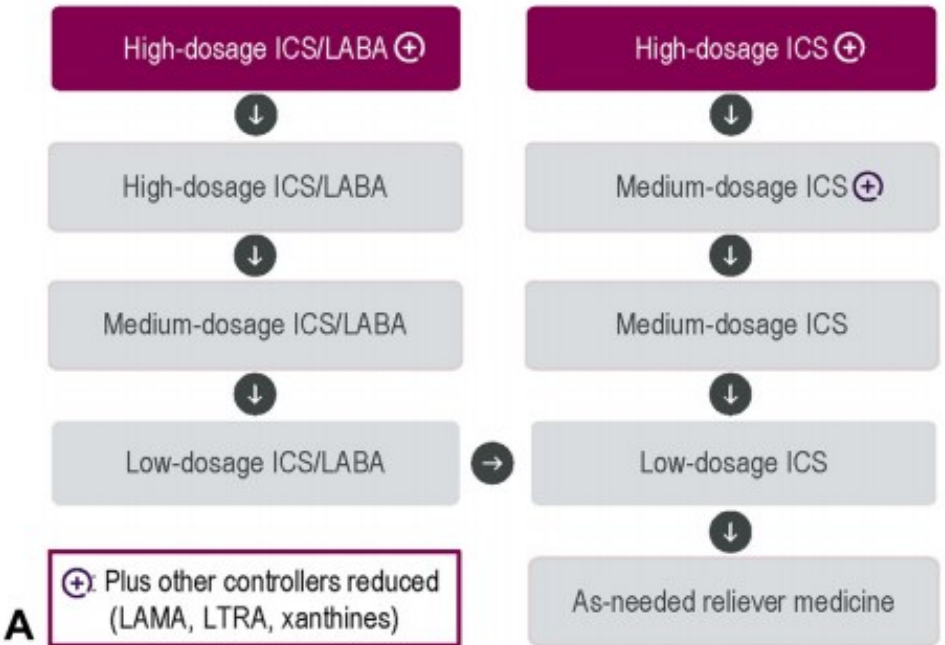 High-dosage ICS/LABA ⊕
High-dosage ICS ⊕
High-dosage ICS/LABA
Medium-dosage ICS ⊕
Medium-dosage ICS/LABA
Medium-dosage ICS
Low-dosage ICS/LABA
Low-dosage ICS
As-needed reliever medicine
⊕: Plus other controllers reduced
(LAMA, LTRA, xanthines)
A